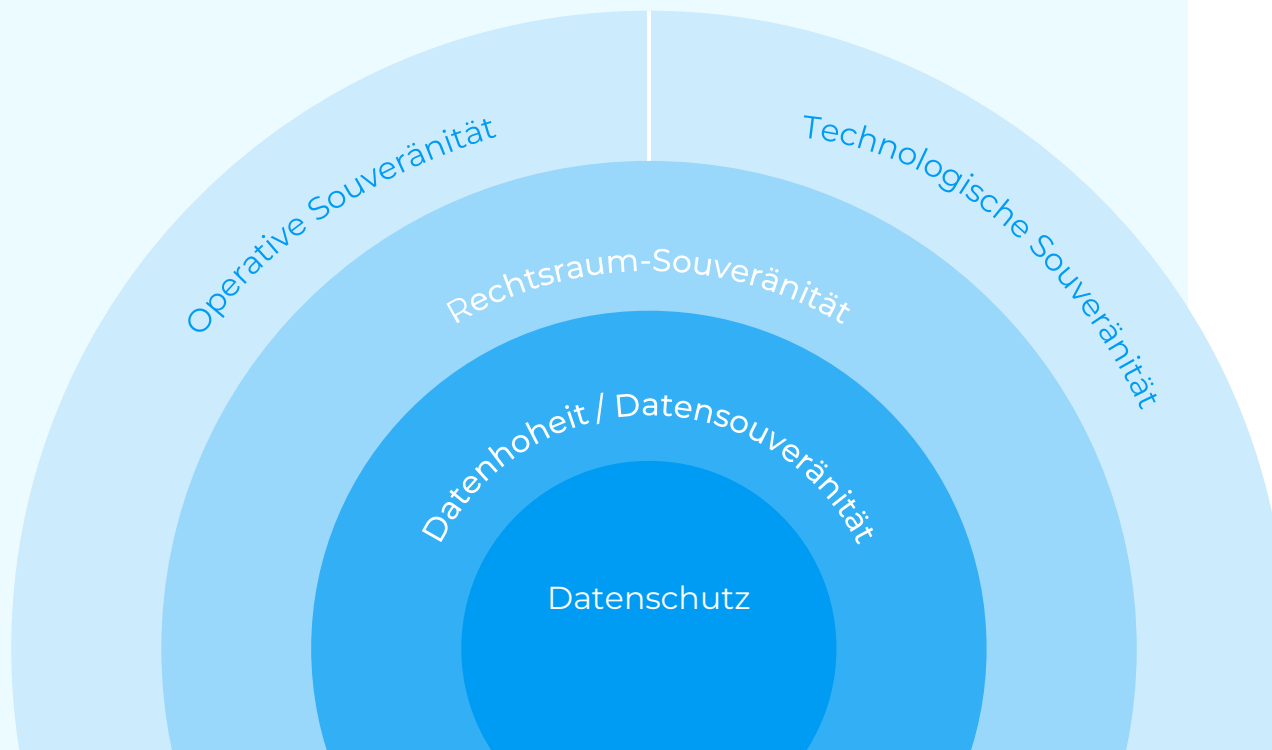 Operative Souveränität
Technologische Souveränität
Rechtsraum-Souveränität
Datenhoheit / Datensouveränität
Datenschutz